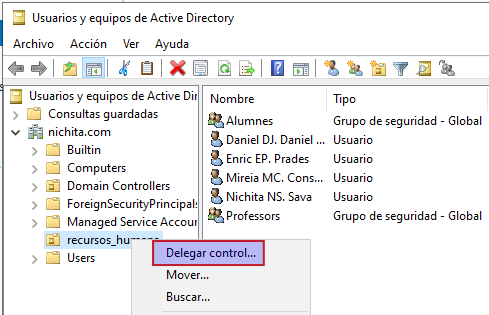 Usuarios y equipos de Active Directory
Archivo Acción Ver Ayuda
Usuarios y equipos de Active Direc
Consultas guardadas
nichita.com
Builtin
Computers
Domain Controllers
ForeignSecurityPrincipals
Managed Service Accoun
recursos_humano
Users
Nombre Tipo
Alumnes Grupo de seguridad - Global
Daniel DJ. Daniel ... Usuario
Enric EP. Prades Usuario
Mireia MC. Cons... Usuario
Nichita NS. Sava Usuario
Professors Grupo de seguridad - Global
Delegar control...
Mover...
Buscar...